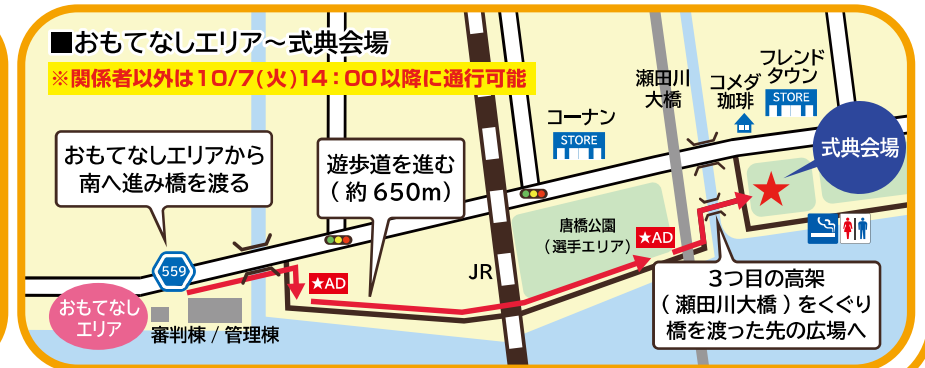 ■おもてなしエリア～式典会場
※関係者以外は10/7(火)14：00以降に通行可能
瀬田川
大橋
コメダ
珈琲
フレンド
タウン
STORE
コーナン
STORE
式典会場
おもてなしエリアから
南へ進み橋を渡る
遊歩道を進む
(約650m)
唐橋公園
(選手エリア)
★AD
559
★AD
JR
おもてなし
エリア
審判棟 / 管理棟
3つ目の高架
(瀬田川大橋)をくぐり
橋を渡った先の広場へ